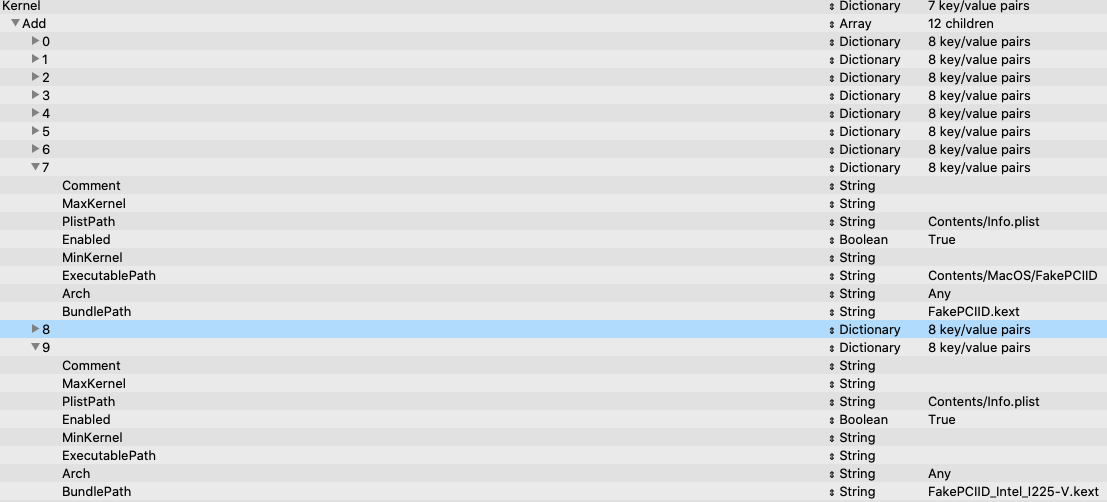 Kernel Dictionary 7 key/value pairs
Add Array 12 children
0 Dictionary 8 key/value pairs
1 Dictionary 8 key/value pairs
2 Dictionary 8 key/value pairs
3 Dictionary 8 key/value pairs
4 Dictionary 8 key/value pairs
5 Dictionary 8 key/value pairs
6 Dictionary 8 key/value pairs
7 Dictionary 8 key/value pairs
Comment String
MaxKernel String
PlistPath String Contents/Info.plist
Enabled Boolean True
MinKernel String
ExecutablePath String Contents/MacOS/FakePCIID
Arch String Any
BundlePath String FakePCIID.kext
8 Dictionary 8 key/value pairs
9 Dictionary 8 key/value pairs
Comment String
MaxKernel String
PlistPath String Contents/Info.plist
Enabled Boolean True
MinKernel String
ExecutablePath String
Arch String Any
BundlePath String FakePCIID_Intel_I225-V.kext